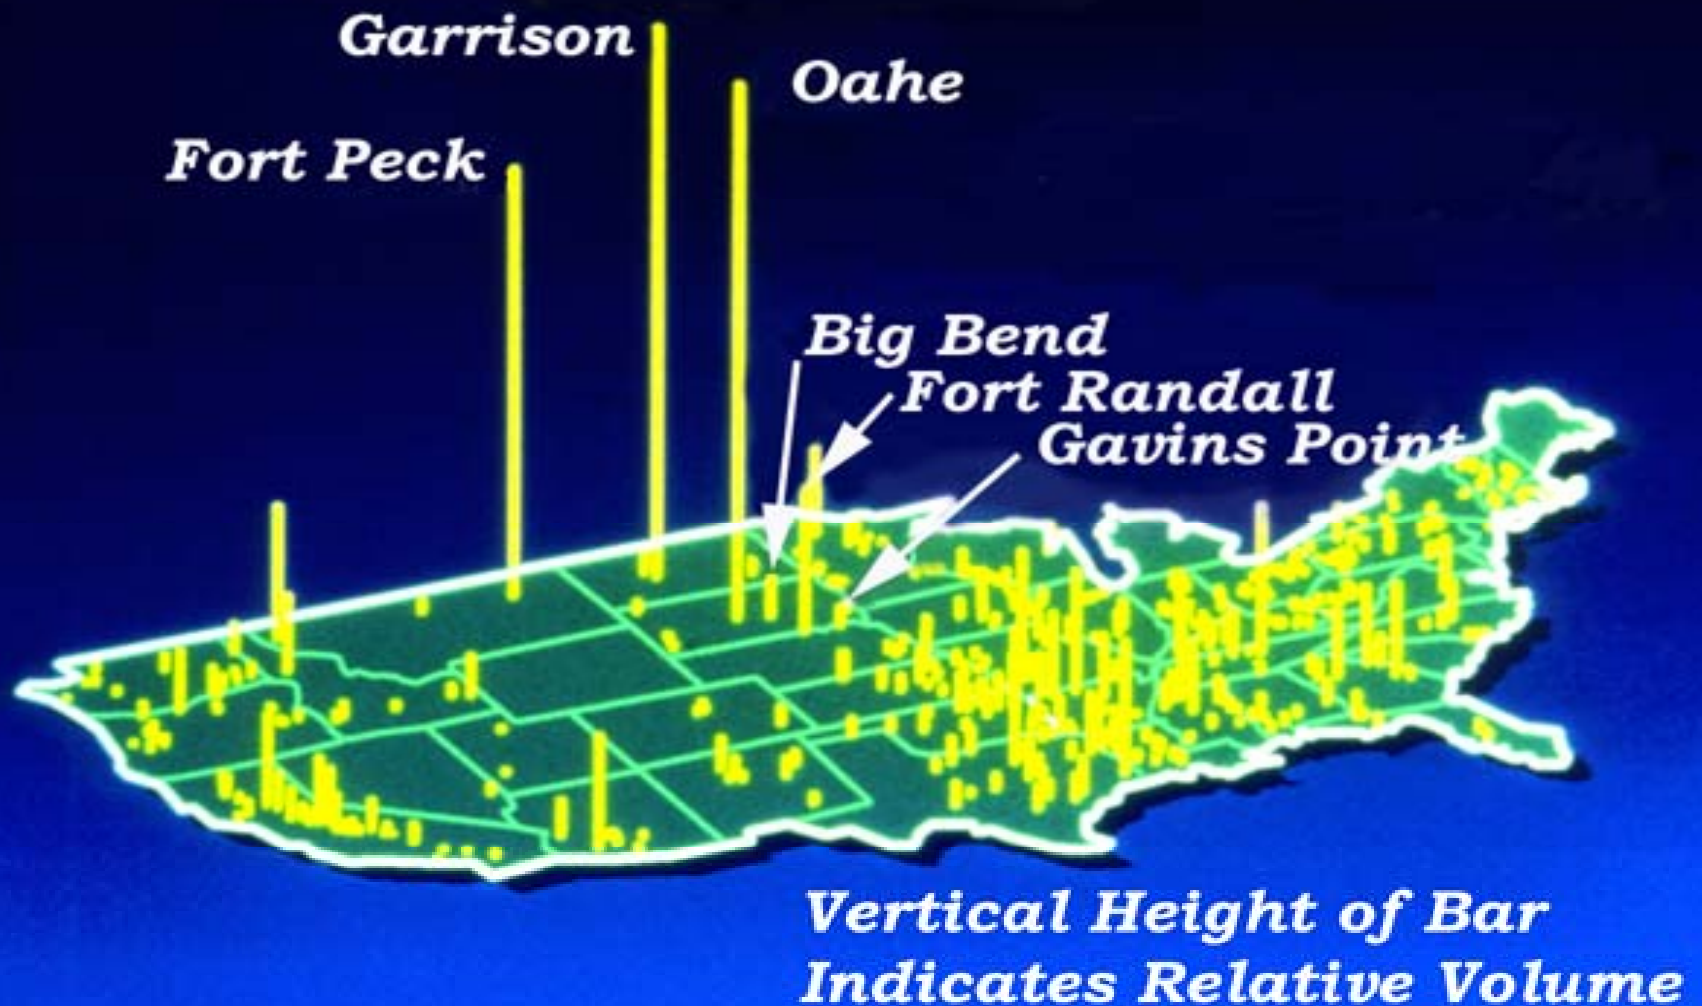 Garrison
Oahe
Fort Peck
Big Bend
Fort Randall
Gavins Point
Vertical Height of Bar
Indicates Relative Volume